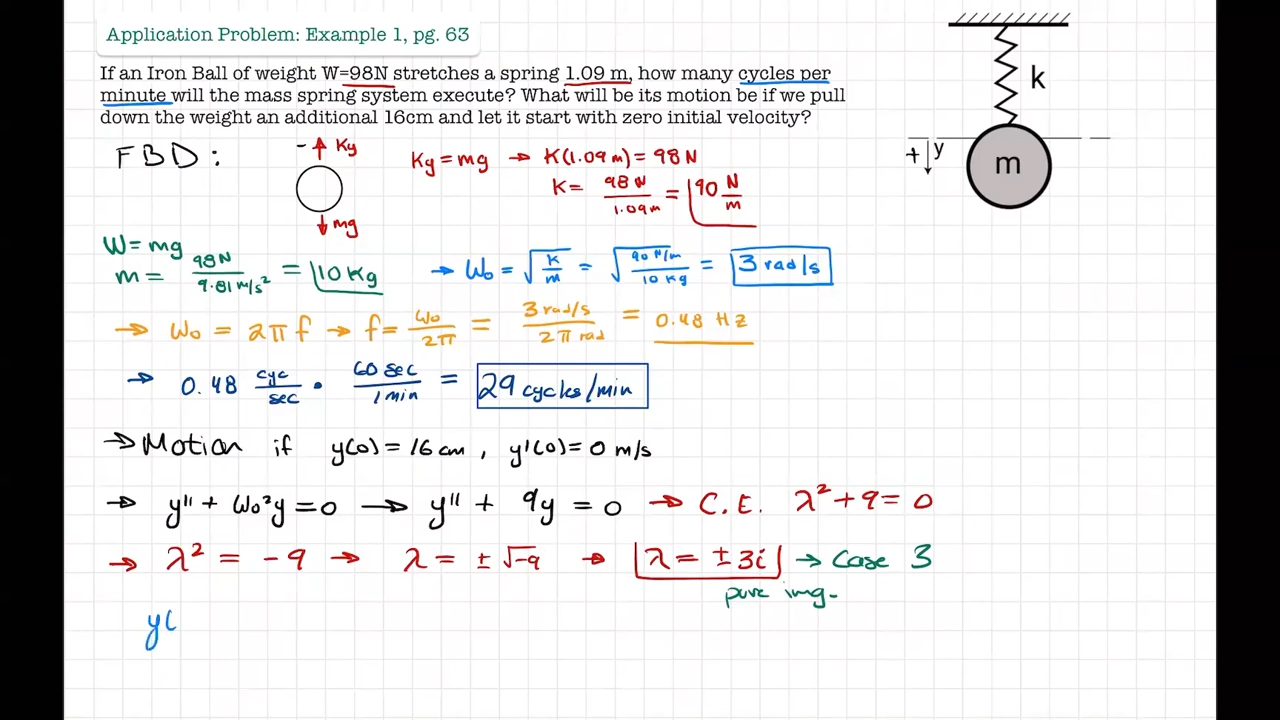 Application Problem: Example 1, pg. 63
If an Iron Ball of weight W=98N stretches a spring 1.09 m, how many cycles per
minute will the mass spring system execute? What will be its motion be if we pull
down the weight an additional 16cm and let it start with zero initial velocity?
k
+ y
m
FBD:
- Ky
mg
Ky = mg → K(1.09 m) = 98 N
K = 98 N / 1.09m = 90 N/m
W = mg
m = 98N / 9.81 m/s² = 10 Kg → ω₀ = √(K/m) = √(90 N/m / 10 Kg) = 3 rad/s
→ ω₀ = 2π f → f = ω₀/2π = 3 rad/s / 2π rad = 0.48 HZ
→ 0.48 cyc/sec · 60 sec/1 min = 29 cycles/min
→ Motion if y(0) = 16 cm, y'(0) = 0 m/s
→ y'' + ω₀²y = 0 → y'' + 9y = 0 → C.E. λ² + 9 = 0
→ λ² = -9 → λ = ± √-9 → λ = ± 3i → Case 3
pure img.
y(